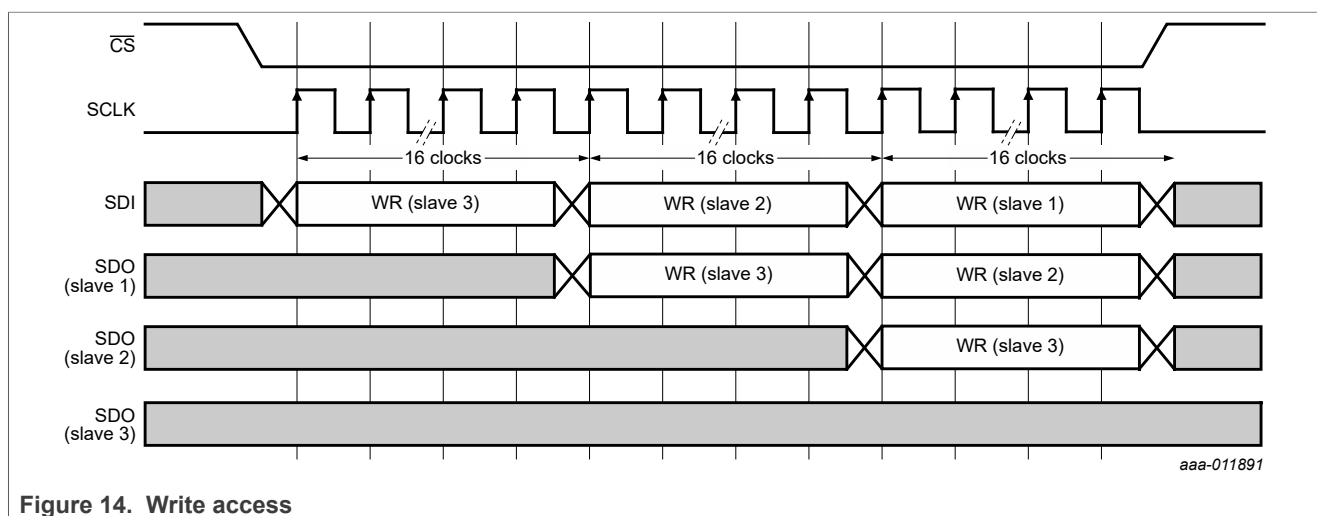 CS
SCLK
16 clocks 16 clocks 16 clocks
SDI WR (slave 3) WR (slave 2) WR (slave 1)
SDO
(slave 1)
WR (slave 3) WR (slave 2)
SDO
(slave 2)
WR (slave 3)
SDO
(slave 3)
aaa-011891
Figure 14. Write access